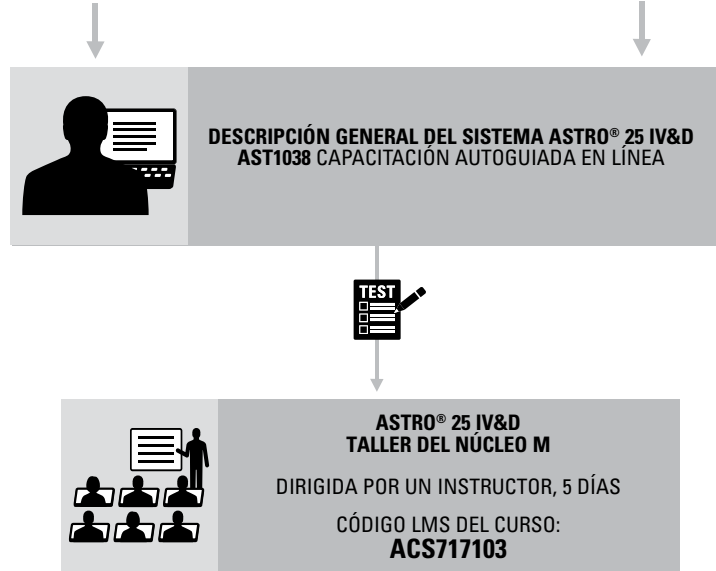 DESCRIPCIÓN GENERAL DEL SISTEMA ASTRO® 25 IV&D
AST1038 CAPACITACIÓN AUTOGUIADA EN LÍNEA
TEST
ASTRO® 25 IV&D
TALLER DEL NÚCLEO M
DIRIGIDA POR UN INSTRUCTOR, 5 DÍAS
CÓDIGO LMS DEL CURSO:
ACS717103